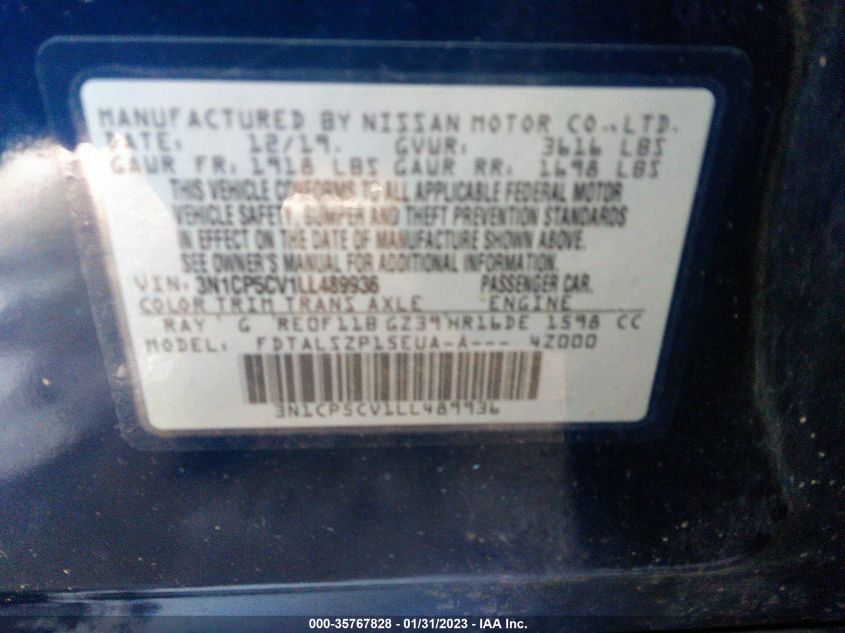 MANUFACTURED BY NISSAN MOTOR CO.,LTD.
DATE: 12/19. GVWR: 3616 LBS
GAWR FR: 1918 LBS GAWR RR: 1698 LBS
THIS VEHICLE CONFORMS TO ALL APPLICABLE FEDERAL MOTOR
VEHICLE SAFETY, BUMPER AND THEFT PREVENTION STANDARDS
IN EFFECT ON THE DATE OF MANUFACTURE SHOWN ABOVE.
SEE OWNER'S MANUAL FOR ADDITIONAL INFORMATION.
VIN: 3N1CP5CV1LL489936 PASSENGER CAR.
COLOR TRIM TRANS AXLE ENGINE
RAY G RE0F11B GZ39 HR16DE 1598 CC
MODEL: FDTALSZP15EUA-A--- 4Z000
3N1CP5CV1LL489936
000-35767828 - 01/31/2023 - IAA Inc.